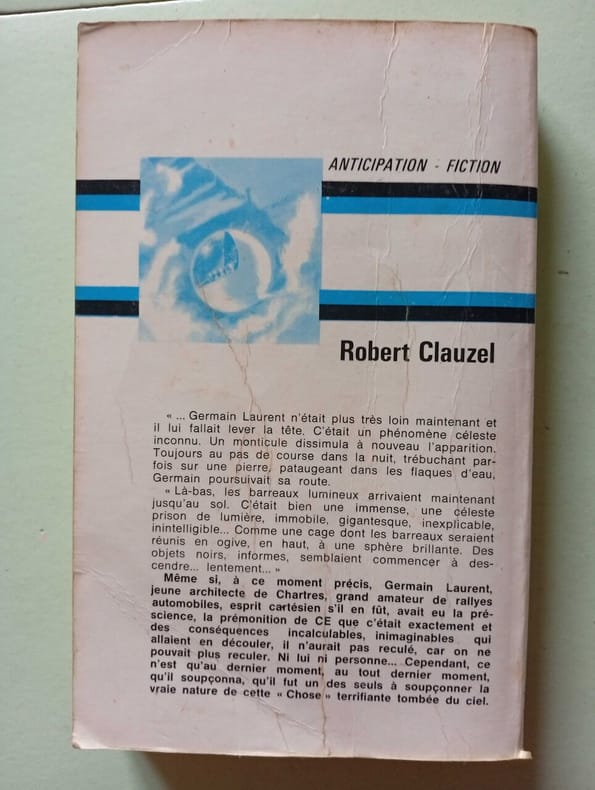 ANTICIPATION - FICTION
Robert Clauzel
« ... Germain Laurent n'était plus très loin maintenant et
il lui fallait lever la tête. C'était un phénomène céleste
inconnu. Un monticule dissimula à nouveau l'apparition.
Toujours au pas de course dans la nuit, trébuchant par-
fois sur une pierre, pataugeant dans les flaques d'eau,
Germain poursuivait sa route.
« Là-bas, les barreaux lumineux arrivaient maintenant
jusqu'au sol. C'était bien une immense, une céleste
prison de lumière, immobile, gigantesque, inexplicable,
inintelligible... Comme une cage dont les barreaux seraient
réunis en ogive, en haut, à une sphère brillante. Des
objets noirs, informes, semblaient commencer à des-
cendre... lentement... »
Même si, à ce moment précis, Germain Laurent,
jeune architecte de Chartres, grand amateur de rallyes
automobiles, esprit cartésien s'il en fût, avait eu la pré-
science, la prémonition de CE que c'était exactement et
des conséquences incalculables, inimaginables qui
allaient en découler, il n'aurait pas reculé, car on ne
pouvait plus reculer. Ni lui ni personne... Cependant, ce
n'est qu'au dernier moment, au tout dernier moment,
qu'il soupçonna, qu'il fut un des seuls à soupçonner la
vraie nature de cette « Chose » terrifiante tombée du ciel.